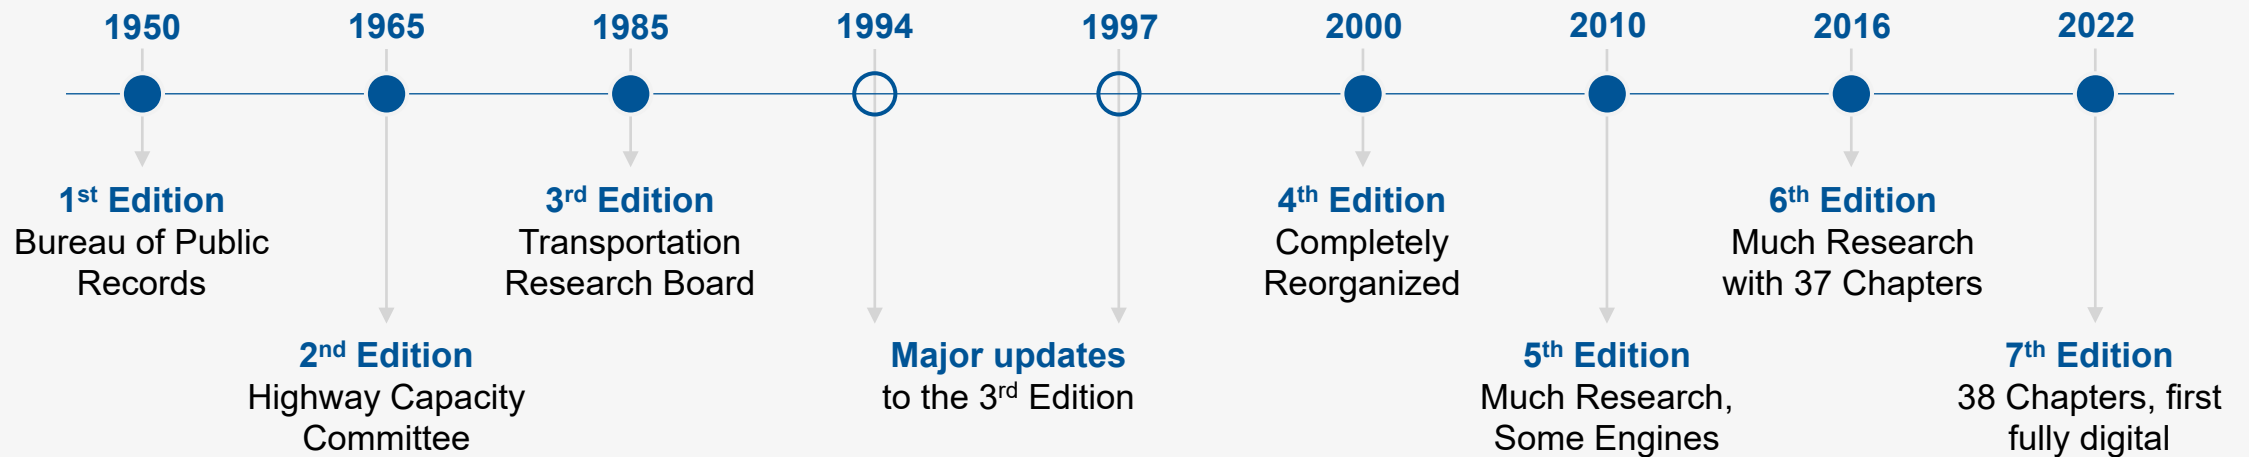 1950
1965
1985
1994
1997
2000
2010
2016
2022
1st Edition
Bureau of Public
Records
2nd Edition
Highway Capacity
Committee
3rd Edition
Transportation
Research Board
Major updates
to the 3rd Edition
4th Edition
Completely
Reorganized
5th Edition
Much Research,
Some Engines
6th Edition
Much Research
with 37 Chapters
7th Edition
38 Chapters, first
fully digital